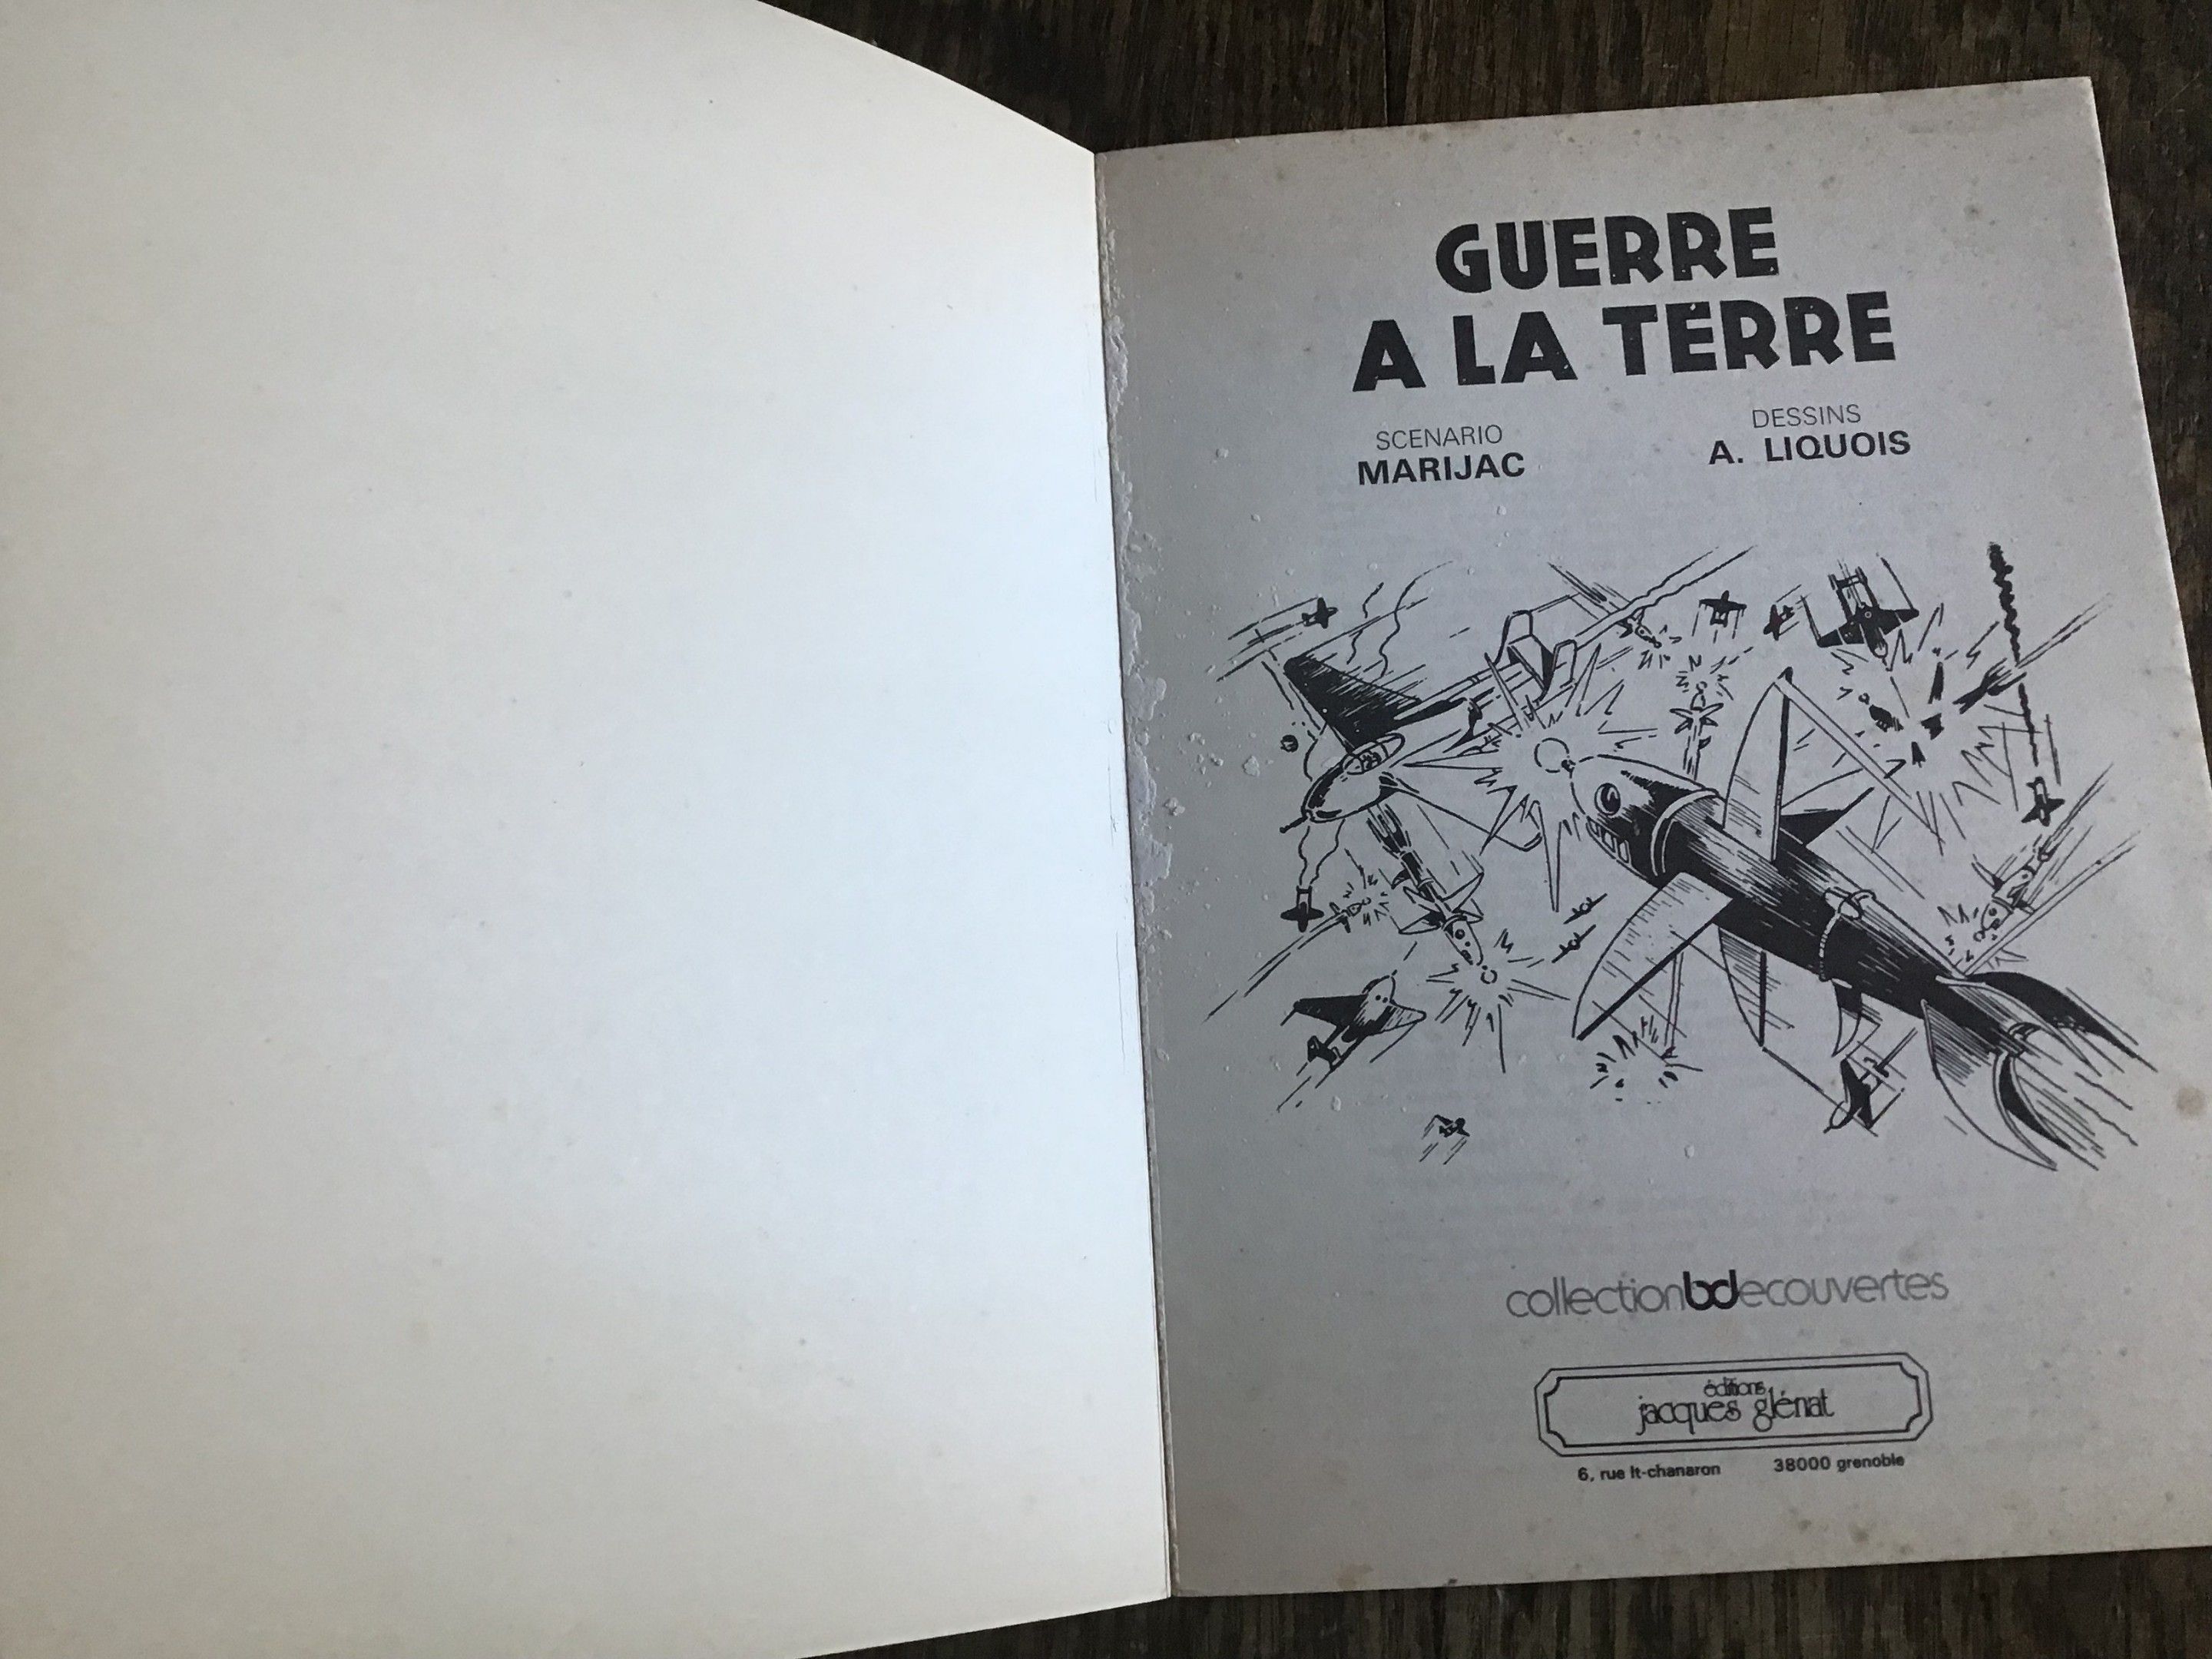 GUERRE
A LA TERRE
SCENARIO
MARIJAC
DESSINS
A. LIQUOIS
collectionbdecouvertes
éditions
jacques glénat
6, rue lt-chanaron 38000 grenoble